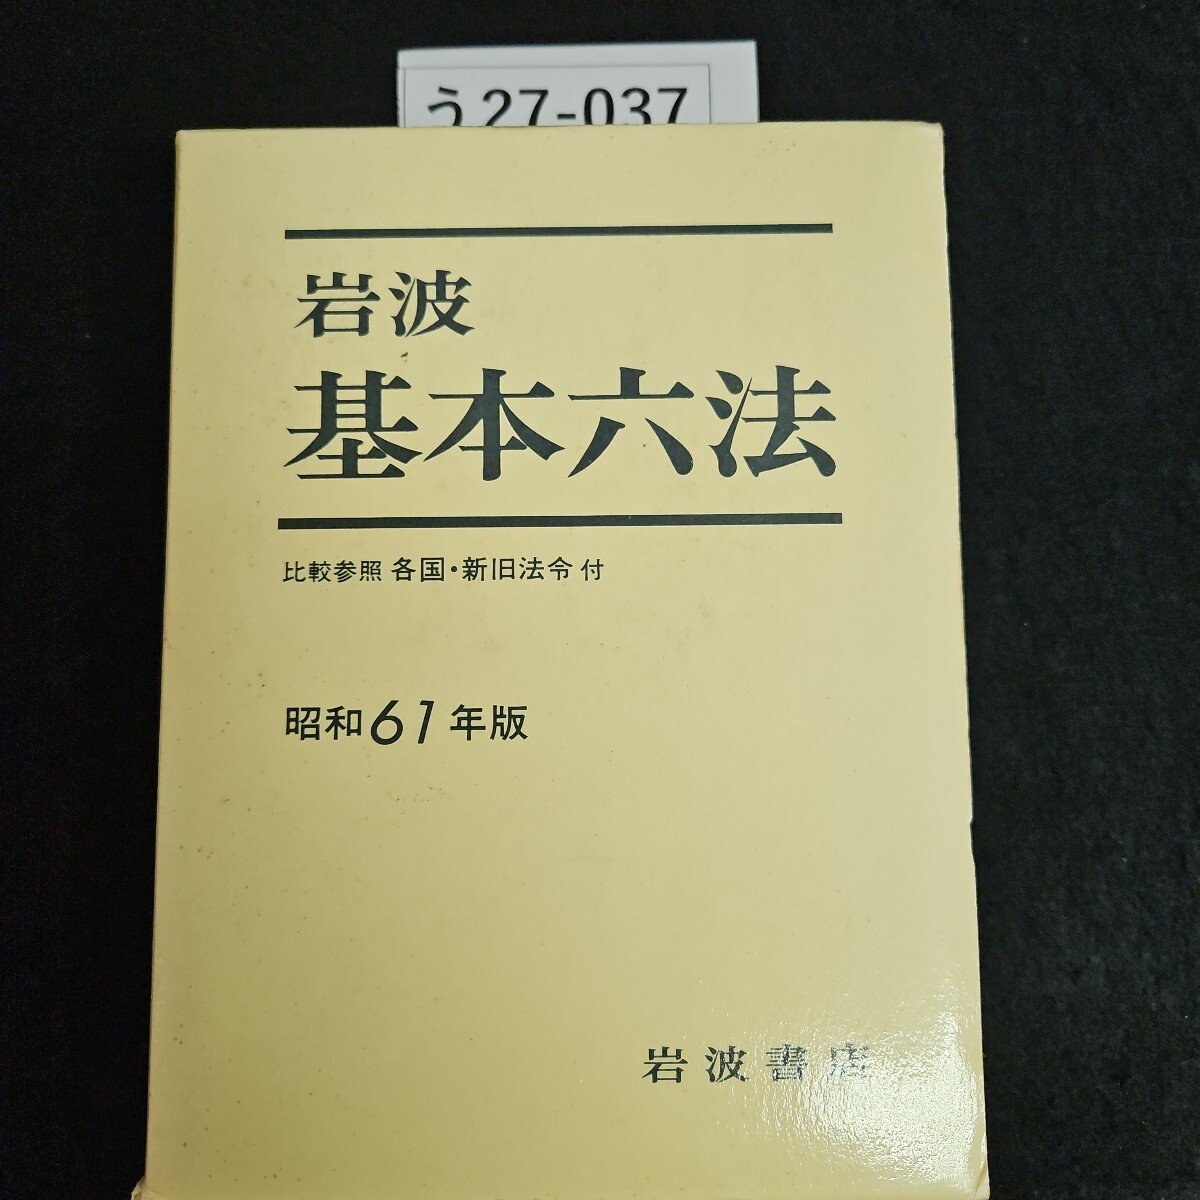 う27-037
岩波
基本六法
比較参照 各国・新旧法令 付
昭和61年版
岩波書店